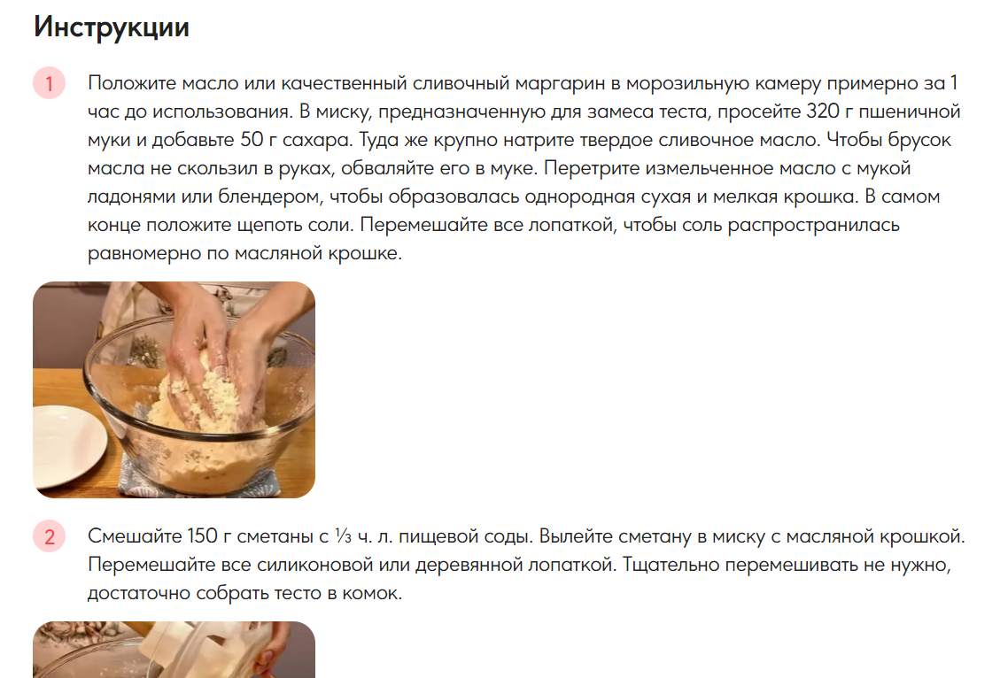 Инструкции
1
Положите масло или качественный сливочный маргарин в морозильную камеру примерно за 1
час до использования. В миску, предназначенную для замеса теста, просейте 320 г пшеничной
муки и добавьте 50 г сахара. Туда же крупно натрите твердое сливочное масло. Чтобы брусок
масла не скользил в руках, обваляйте его в муке. Перетрите измельченное масло с мукой
ладонями или блендером, чтобы образовалась однородная сухая и мелкая крошка. В самом
конце положите щепоть соли. Перемешайте все лопаткой, чтобы соль распространилась
равномерно по масляной крошке.
2
Смешайте 150 г сметаны с ⅓ ч. л. пищевой соды. Вылейте сметану в миску с масляной крошкой.
Перемешайте все силиконовой или деревянной лопаткой. Тщательно перемешивать не нужно,
достаточно собрать тесто в комок.